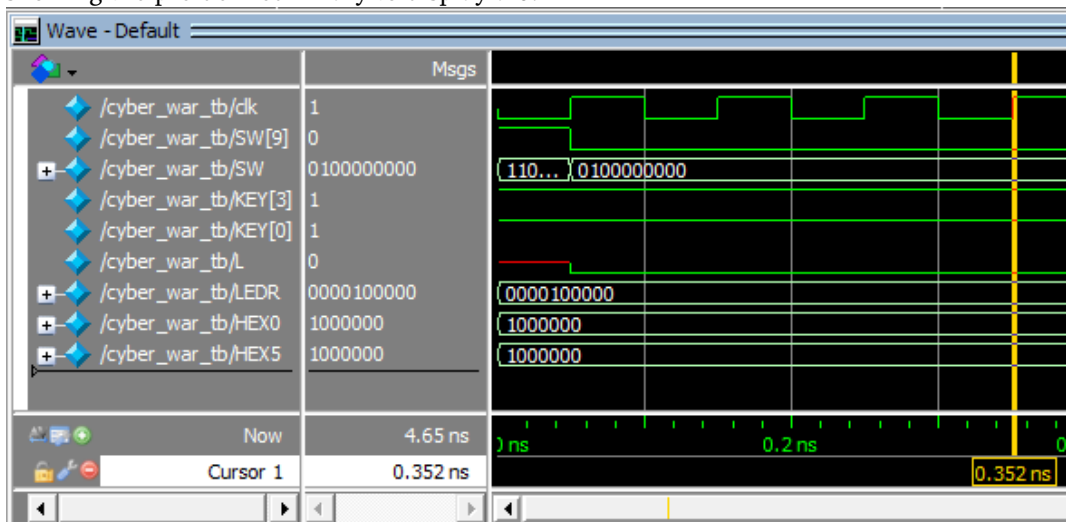 Wave - Default
Msgs
/cyber_war_tb/clk 1
/cyber_war_tb/SW[9] 0
/cyber_war_tb/SW 0100000000 110... 0100000000
/cyber_war_tb/KEY[3] 1
/cyber_war_tb/KEY[0] 1
/cyber_war_tb/L 0
/cyber_war_tb/LEDR 0000100000 0000100000
/cyber_war_tb/HEX0 1000000 1000000
/cyber_war_tb/HEX5 1000000 1000000
Now 4.65 ns ns 0.2 ns
Cursor 1 0.352 ns 0.352 ns